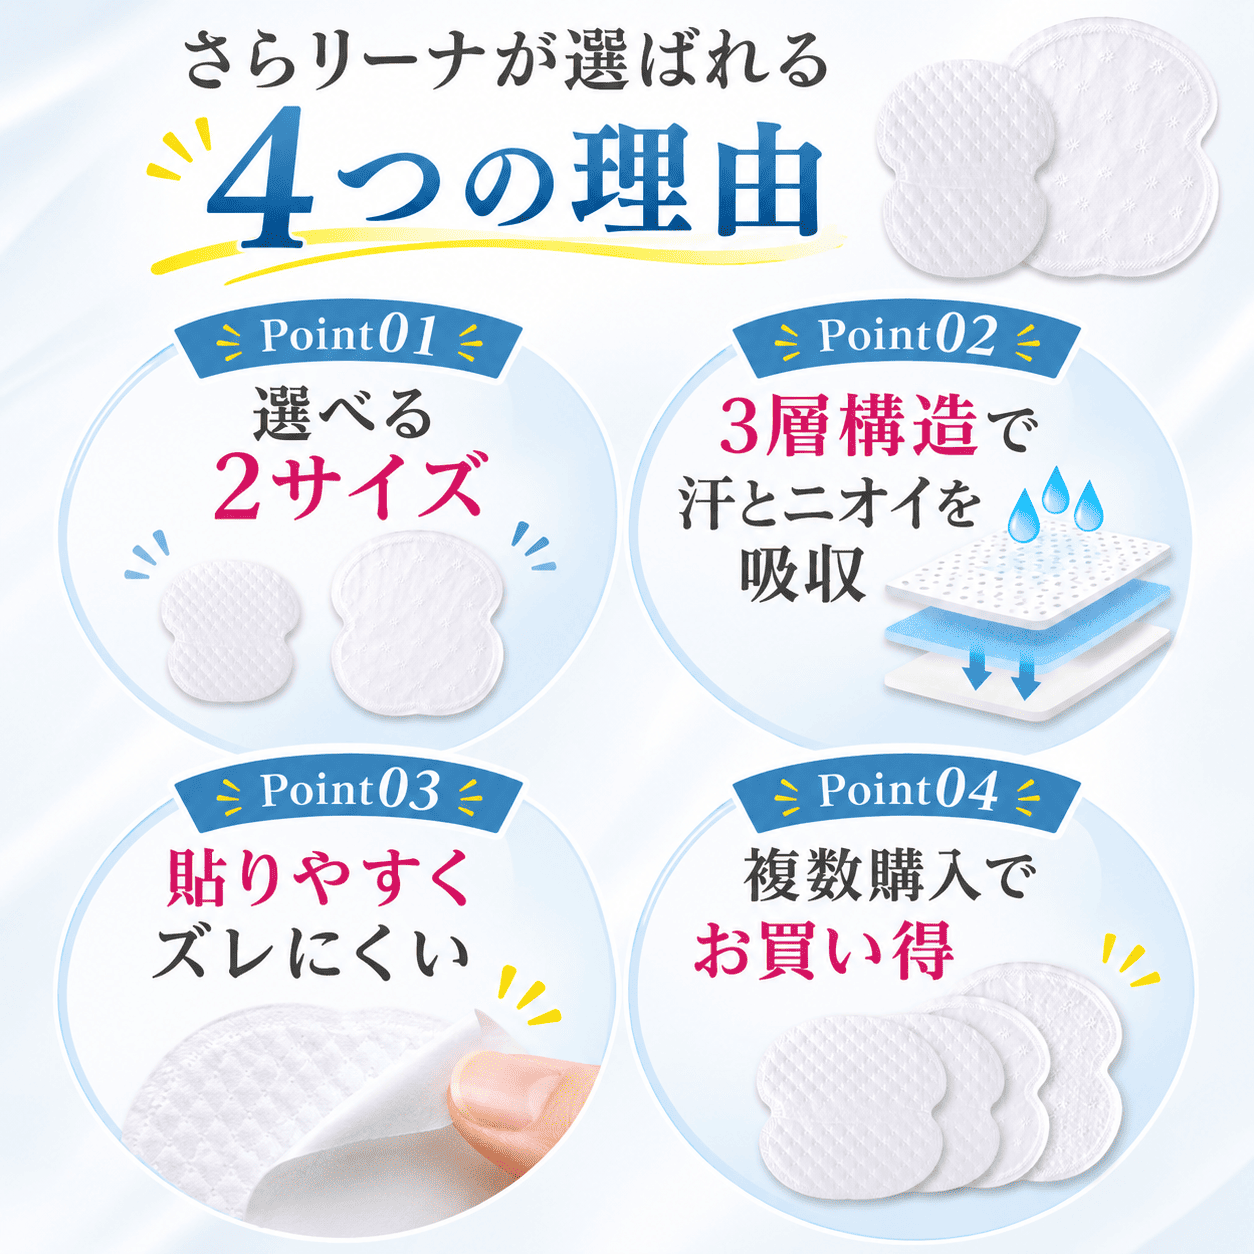 さらリーナが選ばれる
4つの理由
Point01
選べる
2サイズ
Point02
3層構造で
汗とニオイを
吸収
Point03
貼りやすく
ズレにくい
Point04
複数購入で
お買い得